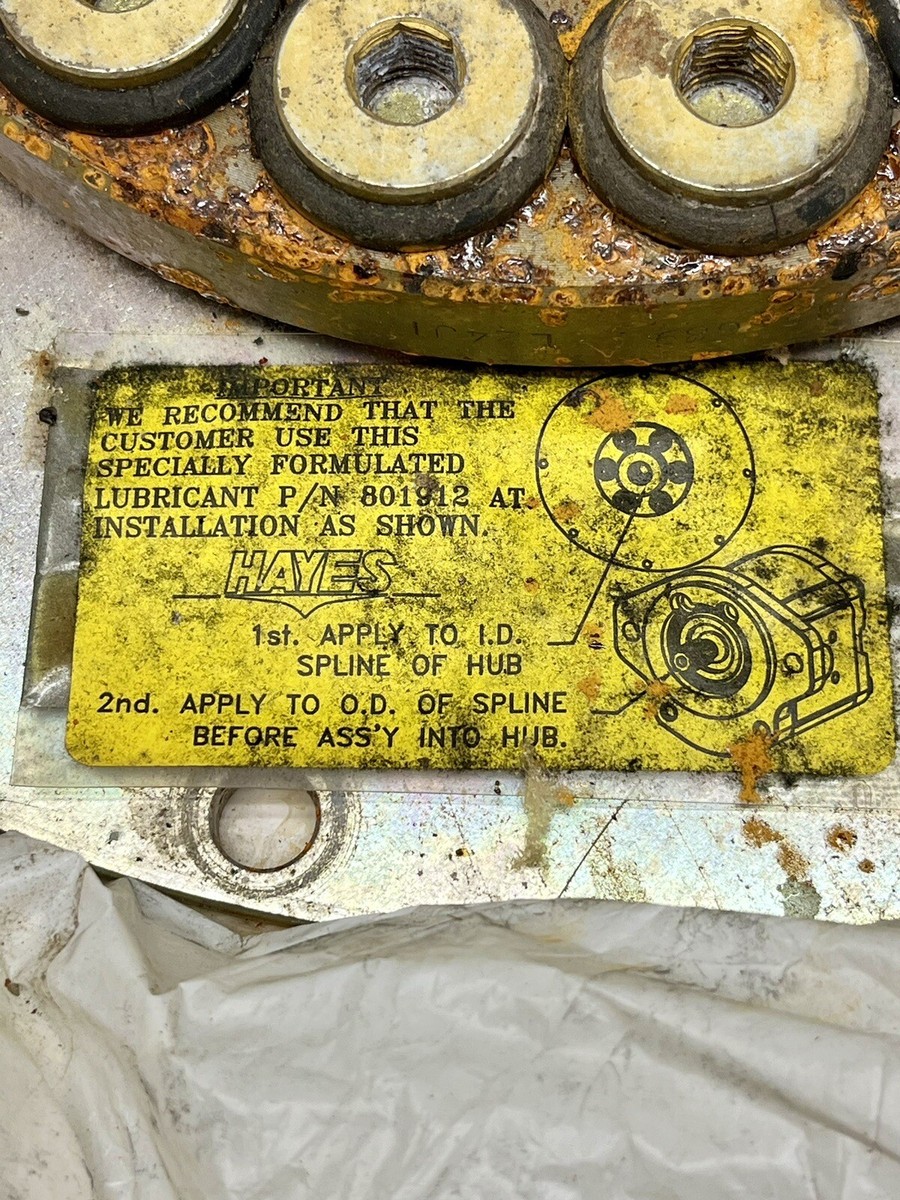 IMPORTANT
WE RECOMMEND THAT THE
CUSTOMER USE THIS
SPECIALLY FORMULATED
LUBRICANT P/N 801912 AT
INSTALLATION AS SHOWN.
HAYES
1st. APPLY TO I.D.
SPLINE OF HUB
2nd. APPLY TO O.D. OF SPLINE
BEFORE ASS'Y INTO HUB.